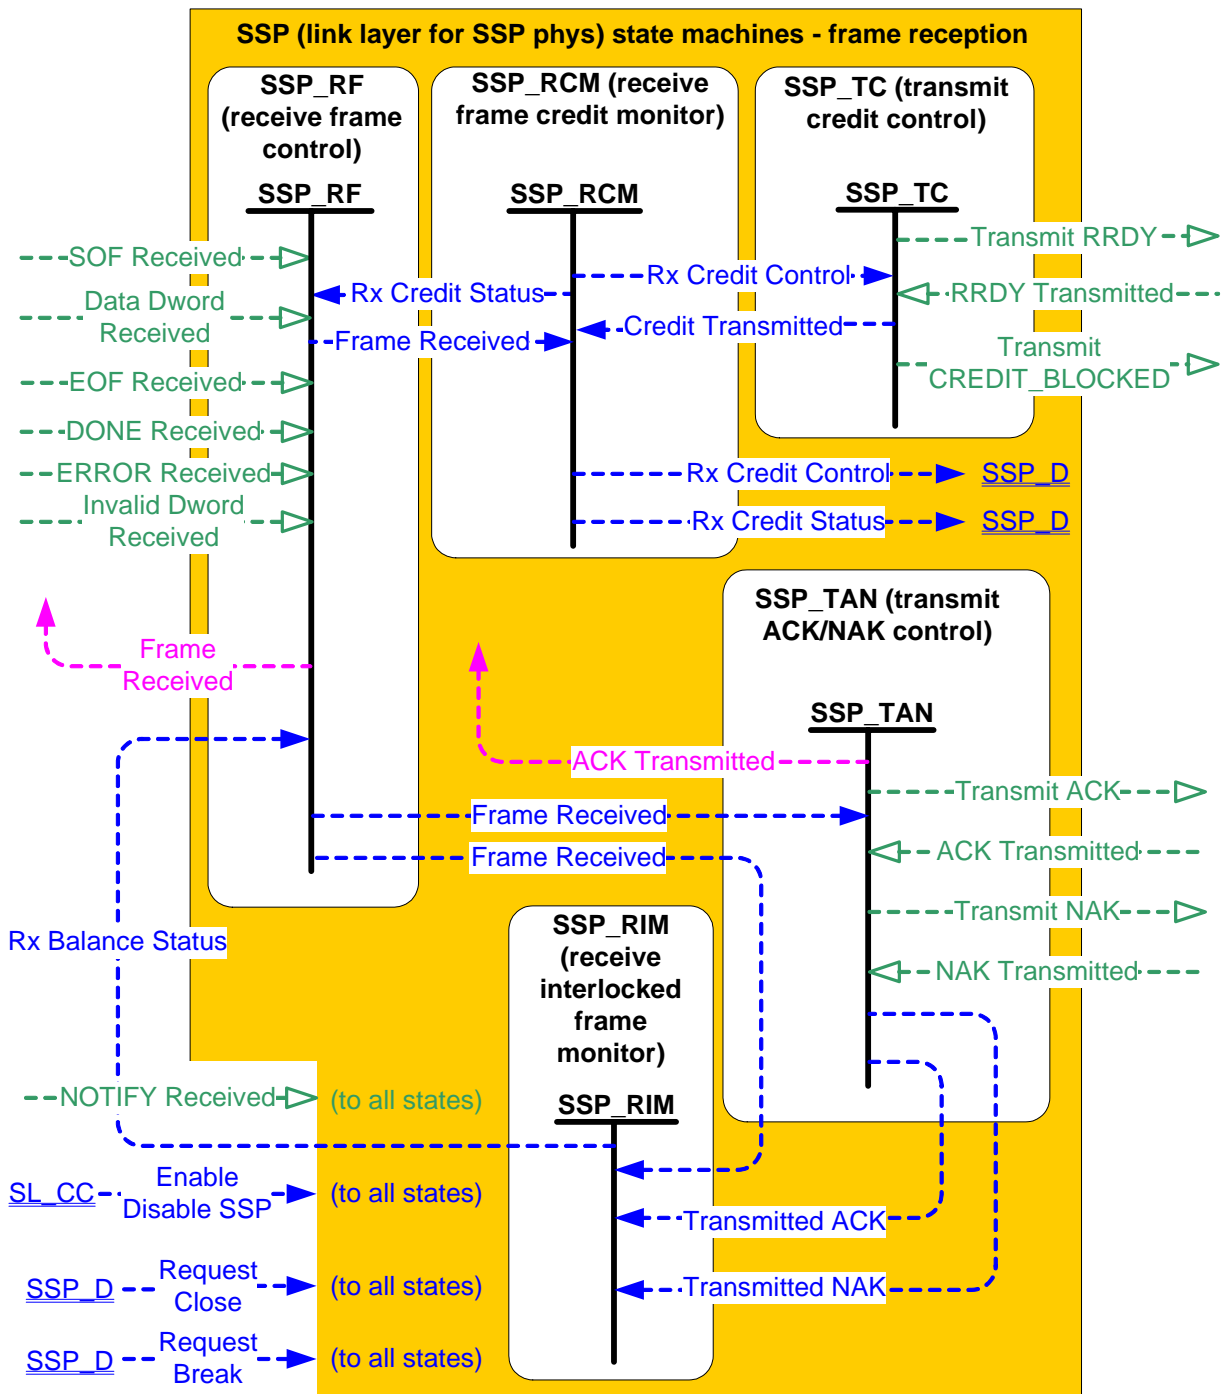 SSP (link layer for SSP phys) state machines - frame reception
SSP_RF
(receive frame
control)
SSP_RF
SOF Received
Data Dword
Received
EOF Received
DONE Received
ERROR Received
Invalid Dword
Received
Frame
Received
SSP_RCM (receive
frame credit monitor)
SSP_RCM
Rx Credit Status
Frame Received
SSP_TC (transmit
credit control)
SSP_TC
Transmit RRDY
Rx Credit Control
RRDY Transmitted
Credit Transmitted
Transmit
CREDIT_BLOCKED
Rx Credit Control
SSP_D
Rx Credit Status
SSP_D
SSP_TAN (transmit
ACK/NAK control)
SSP_TAN
ACK Transmitted
Transmit ACK
Frame Received
ACK Transmitted
Frame Received
Transmit NAK
NAK Transmitted
Rx Balance Status
SSP_RIM
(receive
interlocked
frame
monitor)
SSP_RIM
NOTIFY Received
(to all states)
SL_CC
Enable
Disable SSP
(to all states)
Transmitted ACK
SSP_D
Request
Close
(to all states)
Transmitted NAK
SSP_D
Request
Break
(to all states)